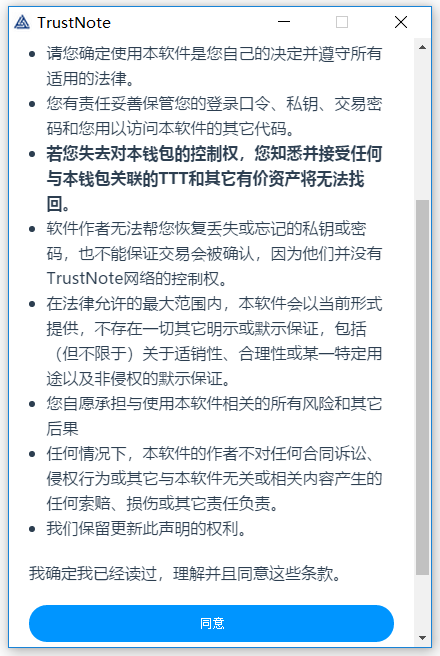 TrustNote
请您确定使用本软件是您自己的决定并遵守所有
适用的法律。
您有责任妥善保管您的登录口令、私钥、交易密
码和您用以访问本软件的其它代码。
若您失去对本钱包的控制权，您知悉并接受任何
与本钱包关联的TTT和其它有价资产将无法找
回。
软件作者无法帮您恢复丢失或忘记的私钥或密
码，也不能保证交易会被确认，因为他们并没有
TrustNote网络的控制权。
在法律允许的最大范围内，本软件会以当前形式
提供，不存在一切其它明示或默示保证，包括
（但不限于）关于适销性、合理性或某一特定用
途以及非侵权的默示保证。
您自愿承担与使用本软件相关的所有风险和其它
后果
任何情况下，本软件的作者不对任何合同诉讼、
侵权行为或其它与本软件无关或相关内容产生的
任何索赔、损伤或其它责任负责。
我们保留更新此声明的权利。
我确定我已经读过，理解并且同意这些条款。
同意